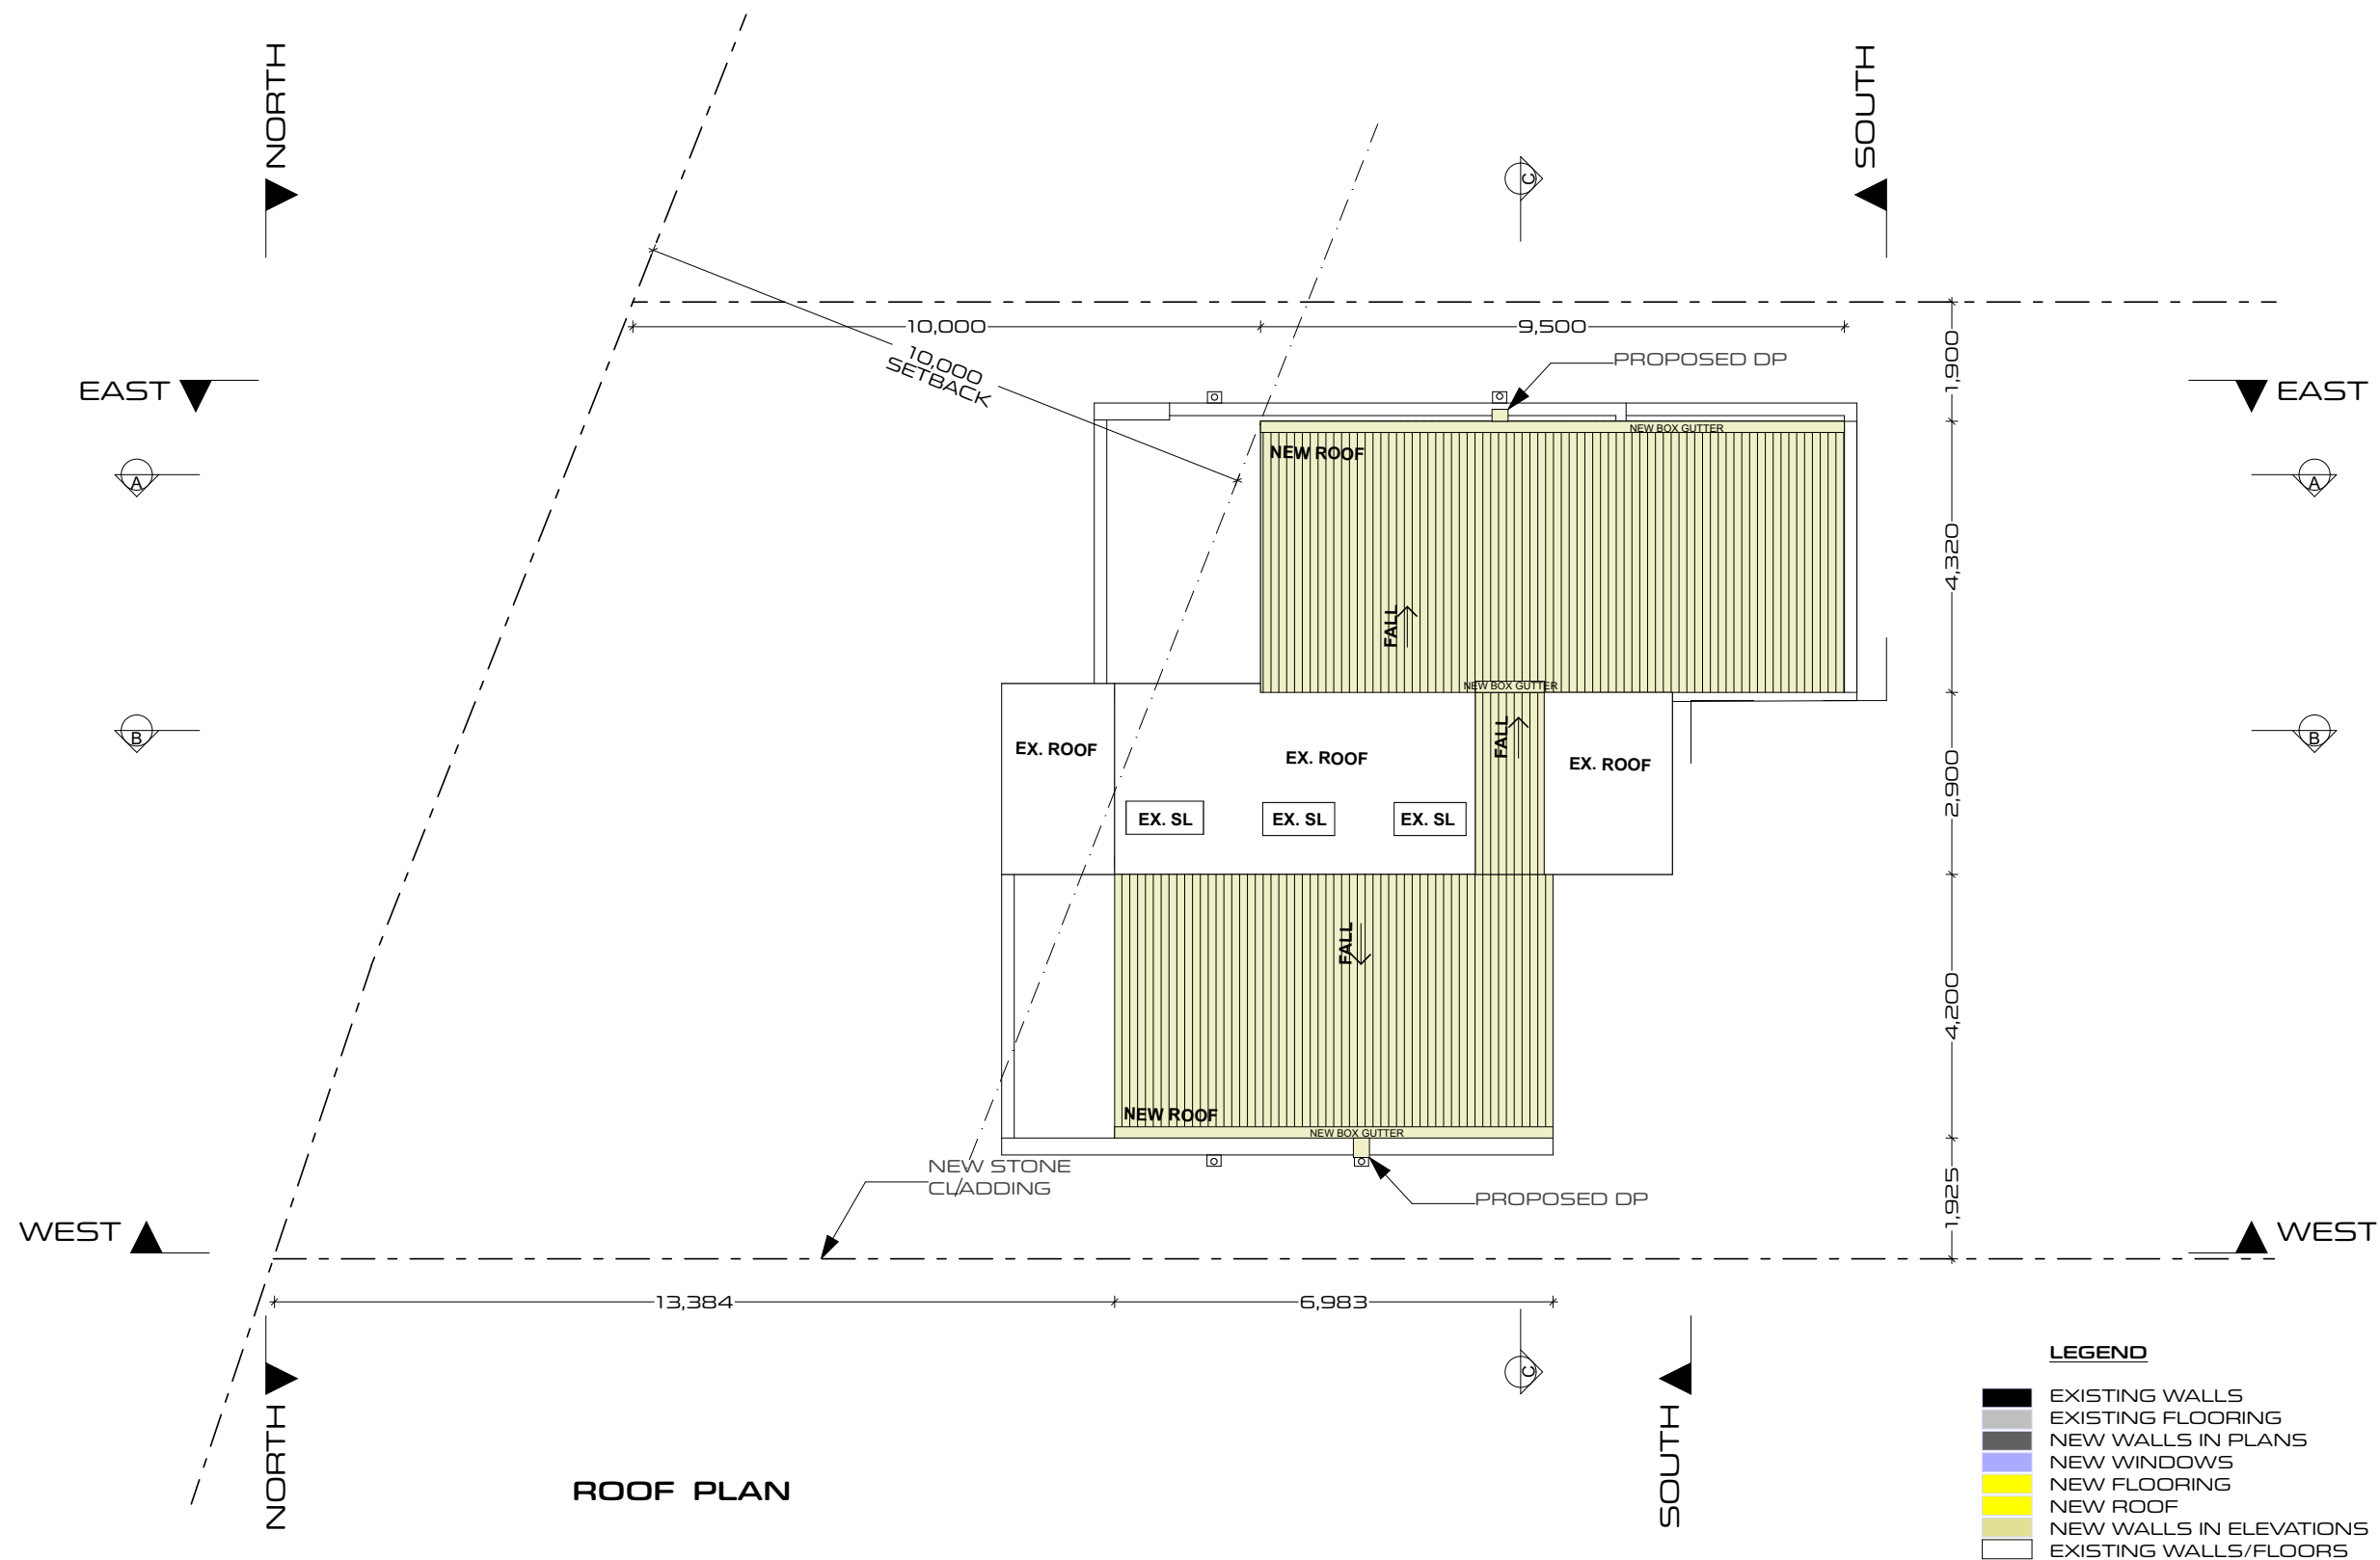 NORTH
SOUTH
C
10,000
9,500
1,900
10,000
SETBACK
PROPOSED DP
EAST
EAST
NEW BOX GUTTER
NEW ROOF
A
A
4,320
FALL
NEW BOX GUTTER
B
B
EX. ROOF
EX. ROOF
FALL
EX. ROOF
2,900
EX. SL
EX. SL
EX. SL
FALL
4,200
NEW ROOF
NEW BOX GUTTER
NEW STONE
CLADDING
PROPOSED DP
1,925
WEST
WEST
13,384
6,983
C
NORTH
SOUTH
ROOF PLAN
LEGEND
EXISTING WALLS
EXISTING FLOORING
NEW WALLS IN PLANS
NEW WINDOWS
NEW FLOORING
NEW ROOF
NEW WALLS IN ELEVATIONS
EXISTING WALLS/FLOORS